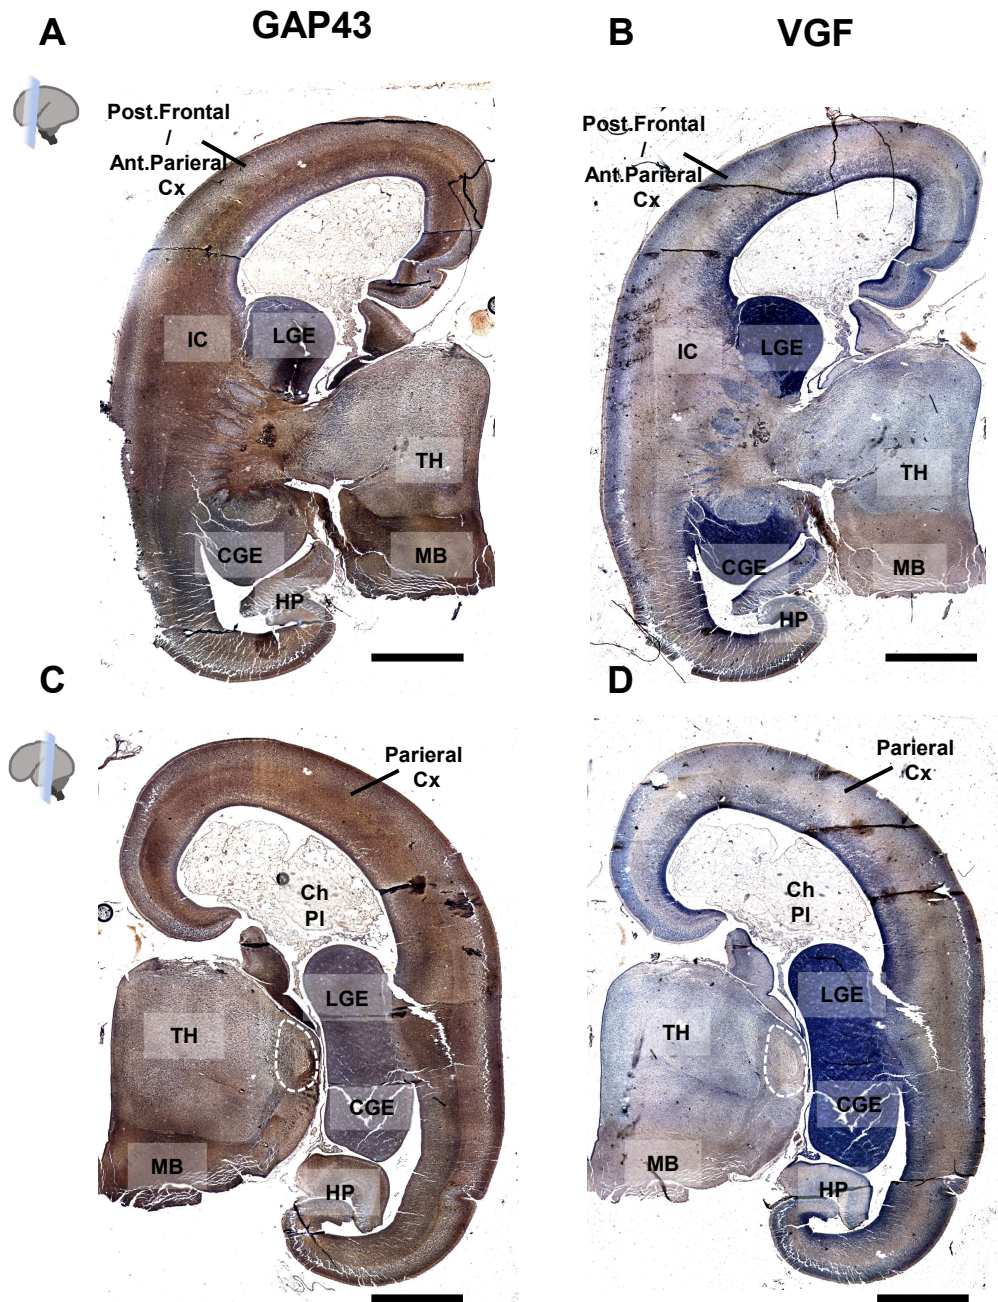 GAP43
VGF
A
B
Post.Frontal
/
Ant.Parieral
Cx
Post.Frontal
/
Ant.Parieral
Cx
IC
LGE
TH
CGE
MB
HP
IC
LGE
TH
CGE
MB
HP
C
D
Parieral
Cx
Parieral
Cx
Ch
Pl
LGE
TH
CGE
MB
HP
Ch
Pl
LGE
TH
CGE
MB
HP